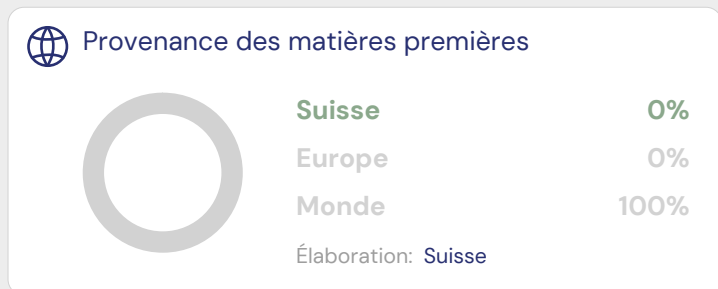 Provenance des matières premières
Suisse 0%
Europe 0%
Monde 100%
Élaboration: Suisse